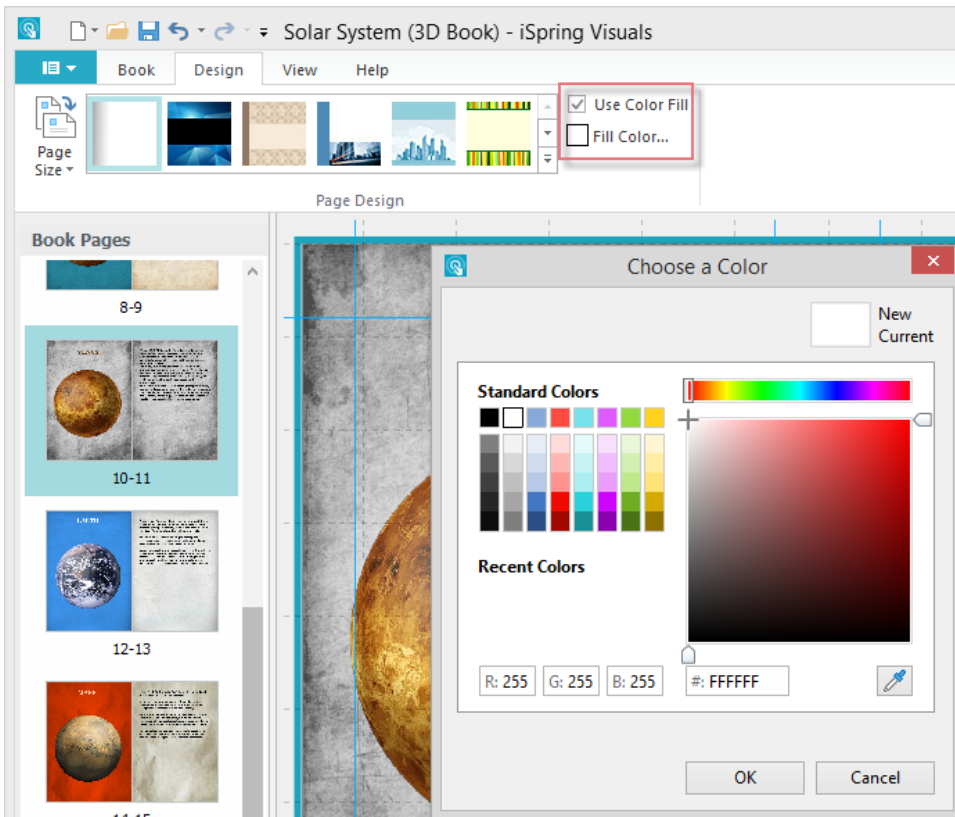 Solar System (3D Book) - iSpring Visuals
Book Design View Help
Use Color Fill
Fill Color...
Page
Size
Page Design
Book Pages
8-9
10-11
12-13
Choose a Color
New
Current
Standard Colors
Recent Colors
R: 255 G: 255 B: 255 #: FFFFFF
OK Cancel